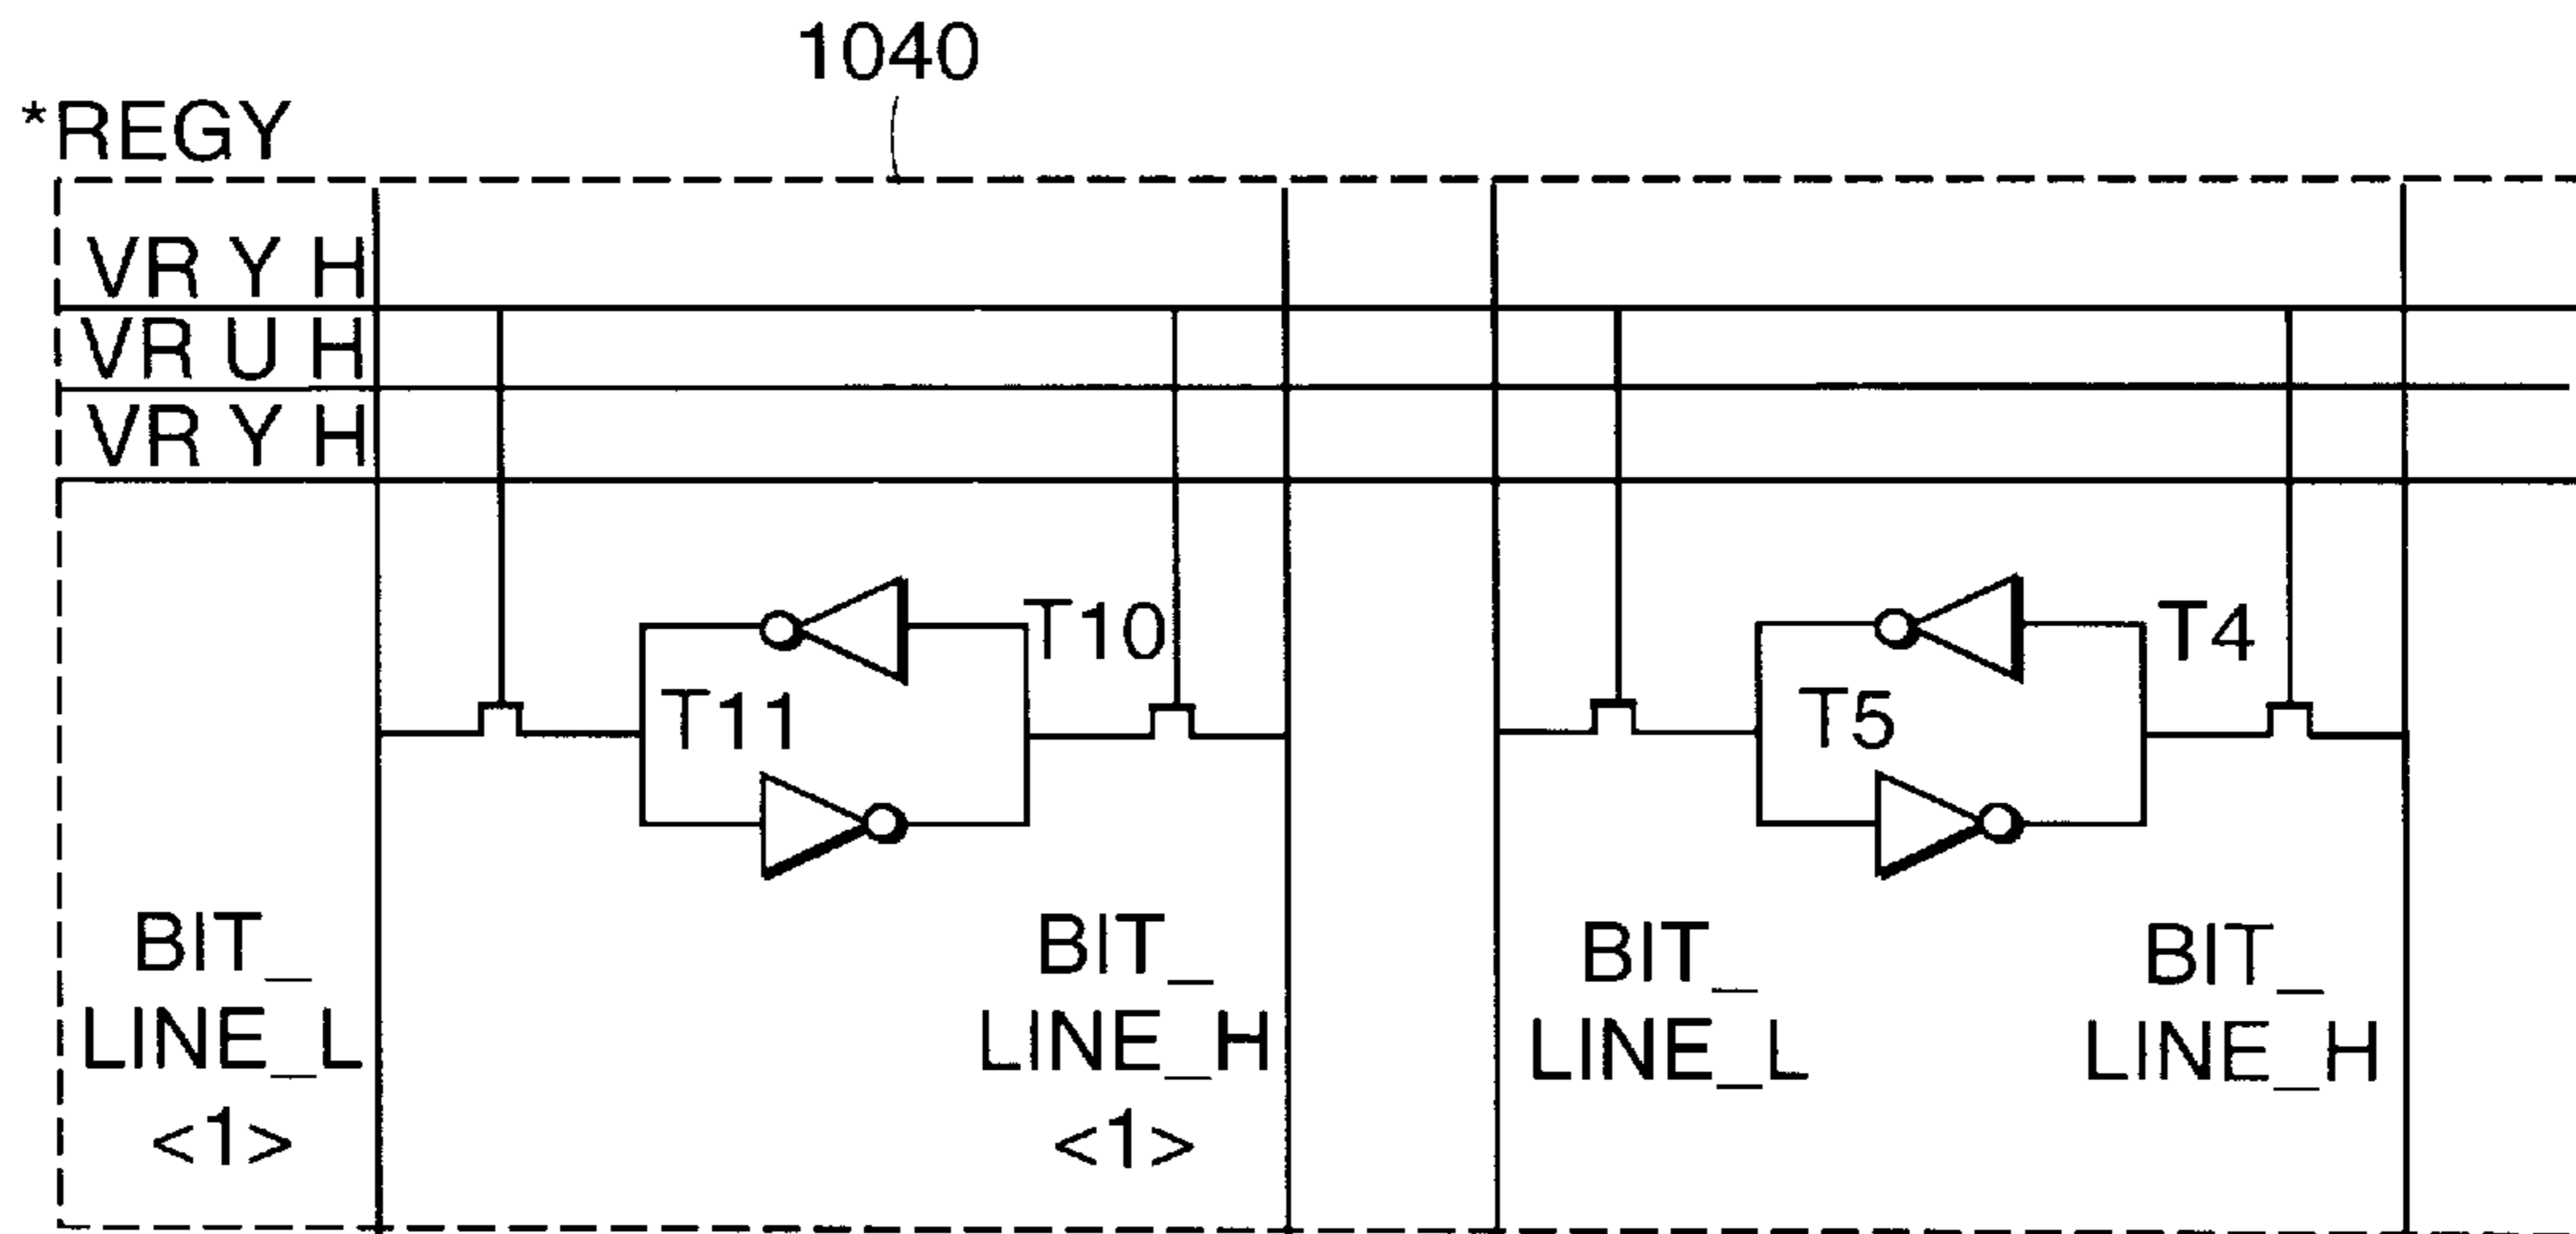 1040
*REGY
VR Y H
VR U H
VR Y H
T10
T4
T11
T5
BIT_
LINE_L
<1>
BIT_
LINE_H
<1>
BIT_
LINE_L
BIT_
LINE_H